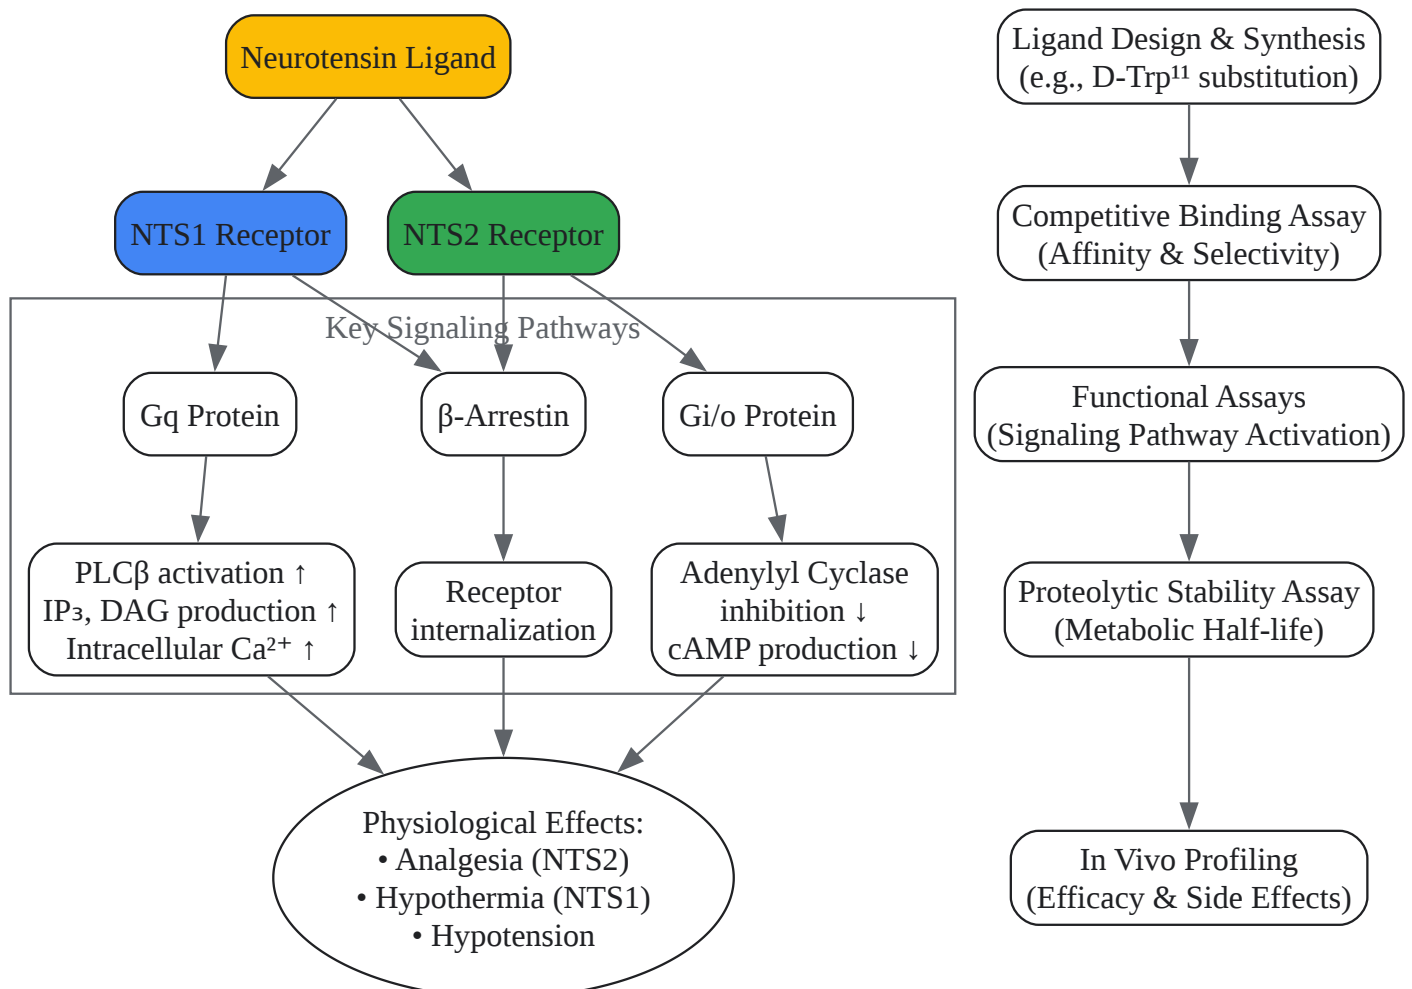 Neurotensin Ligand
NTS1 Receptor
NTS2 Receptor
Key Signaling Pathways
Gq Protein
β-Arrestin
Gi/o Protein
PLCβ activation ↑
IP₃, DAG production ↑
Intracellular Ca²⁺ ↑
Receptor
internalization
Adenylyl Cyclase
inhibition ↓
cAMP production ↓
Physiological Effects:
• Analgesia (NTS2)
• Hypothermia (NTS1)
• Hypotension
Ligand Design & Synthesis
(e.g., D-Trp¹¹ substitution)
Competitive Binding Assay
(Affinity & Selectivity)
Functional Assays
(Signaling Pathway Activation)
Proteolytic Stability Assay
(Metabolic Half-life)
In Vivo Profiling
(Efficacy & Side Effects)